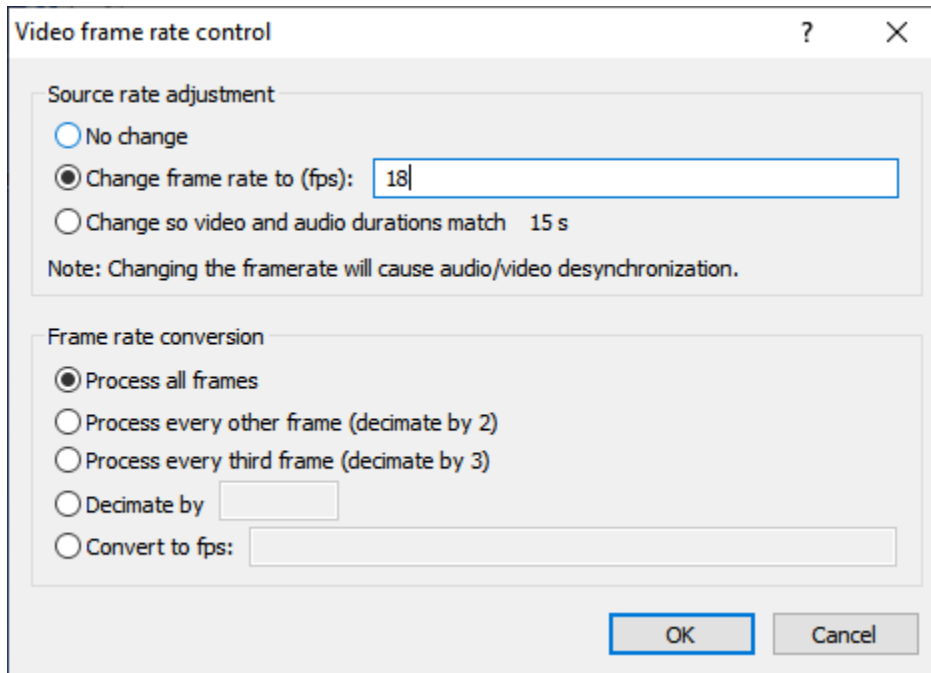 Video frame rate control
Source rate adjustment
No change
Change frame rate to (fps): 18
Change so video and audio durations match 15 s
Note: Changing the framerate will cause audio/video desynchronization.
Frame rate conversion
Process all frames
Process every other frame (decimate by 2)
Process every third frame (decimate by 3)
Decimate by
Convert to fps:
OK Cancel